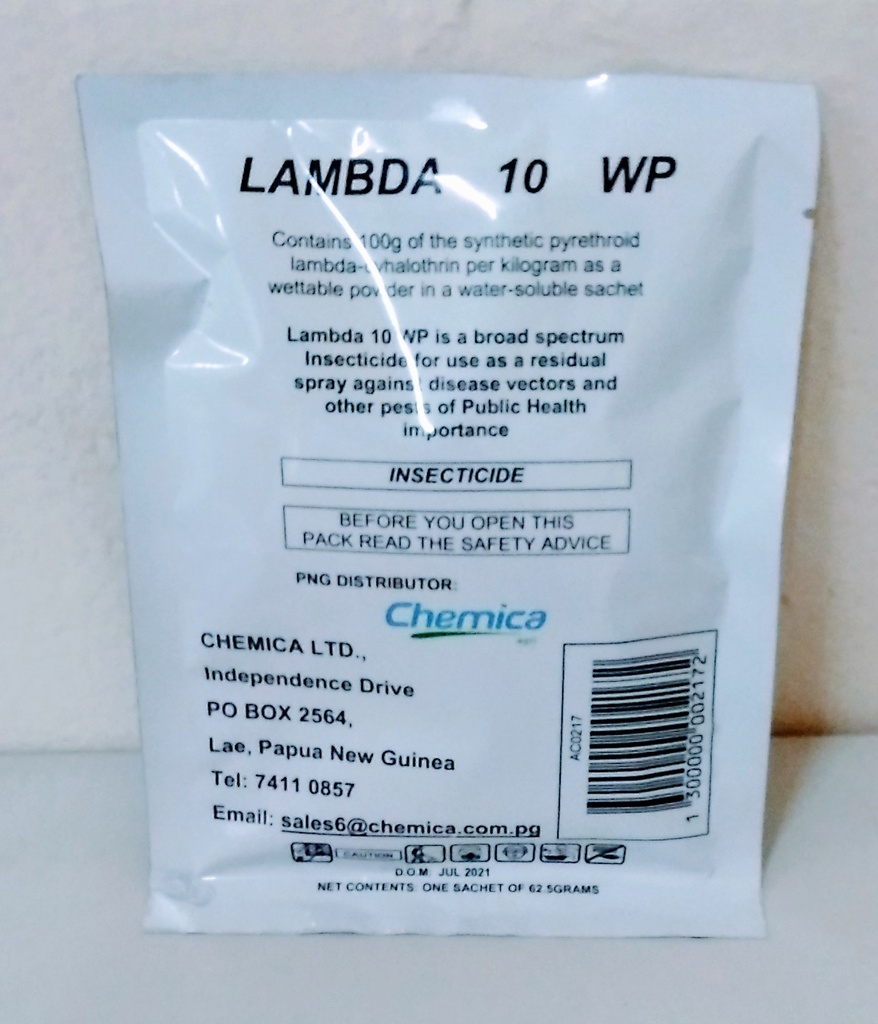 LAMBDA 10 WP
Contains 100g of the synthetic pyrethroid
lambda-cyhalothrin per kilogram as a
wettable powder in a water-soluble sachet
Lambda 10 WP is a broad spectrum
Insecticide for use as a residual
spray against disease vectors and
other pests of Public Health
importance
INSECTICIDE
BEFORE YOU OPEN THIS
PACK READ THE SAFETY ADVICE
PNG DISTRIBUTOR:
Chemica
CHEMICA LTD.,
Independence Drive
PO BOX 2564,
Lae, Papua New Guinea
Tel: 7411 0857
Email: sales6@chemica.com.pg
AC0217
1 300000 002172
CAUTION
D.O.M. JUL 2021
NET CONTENTS: ONE SACHET OF 62.5GRAMS